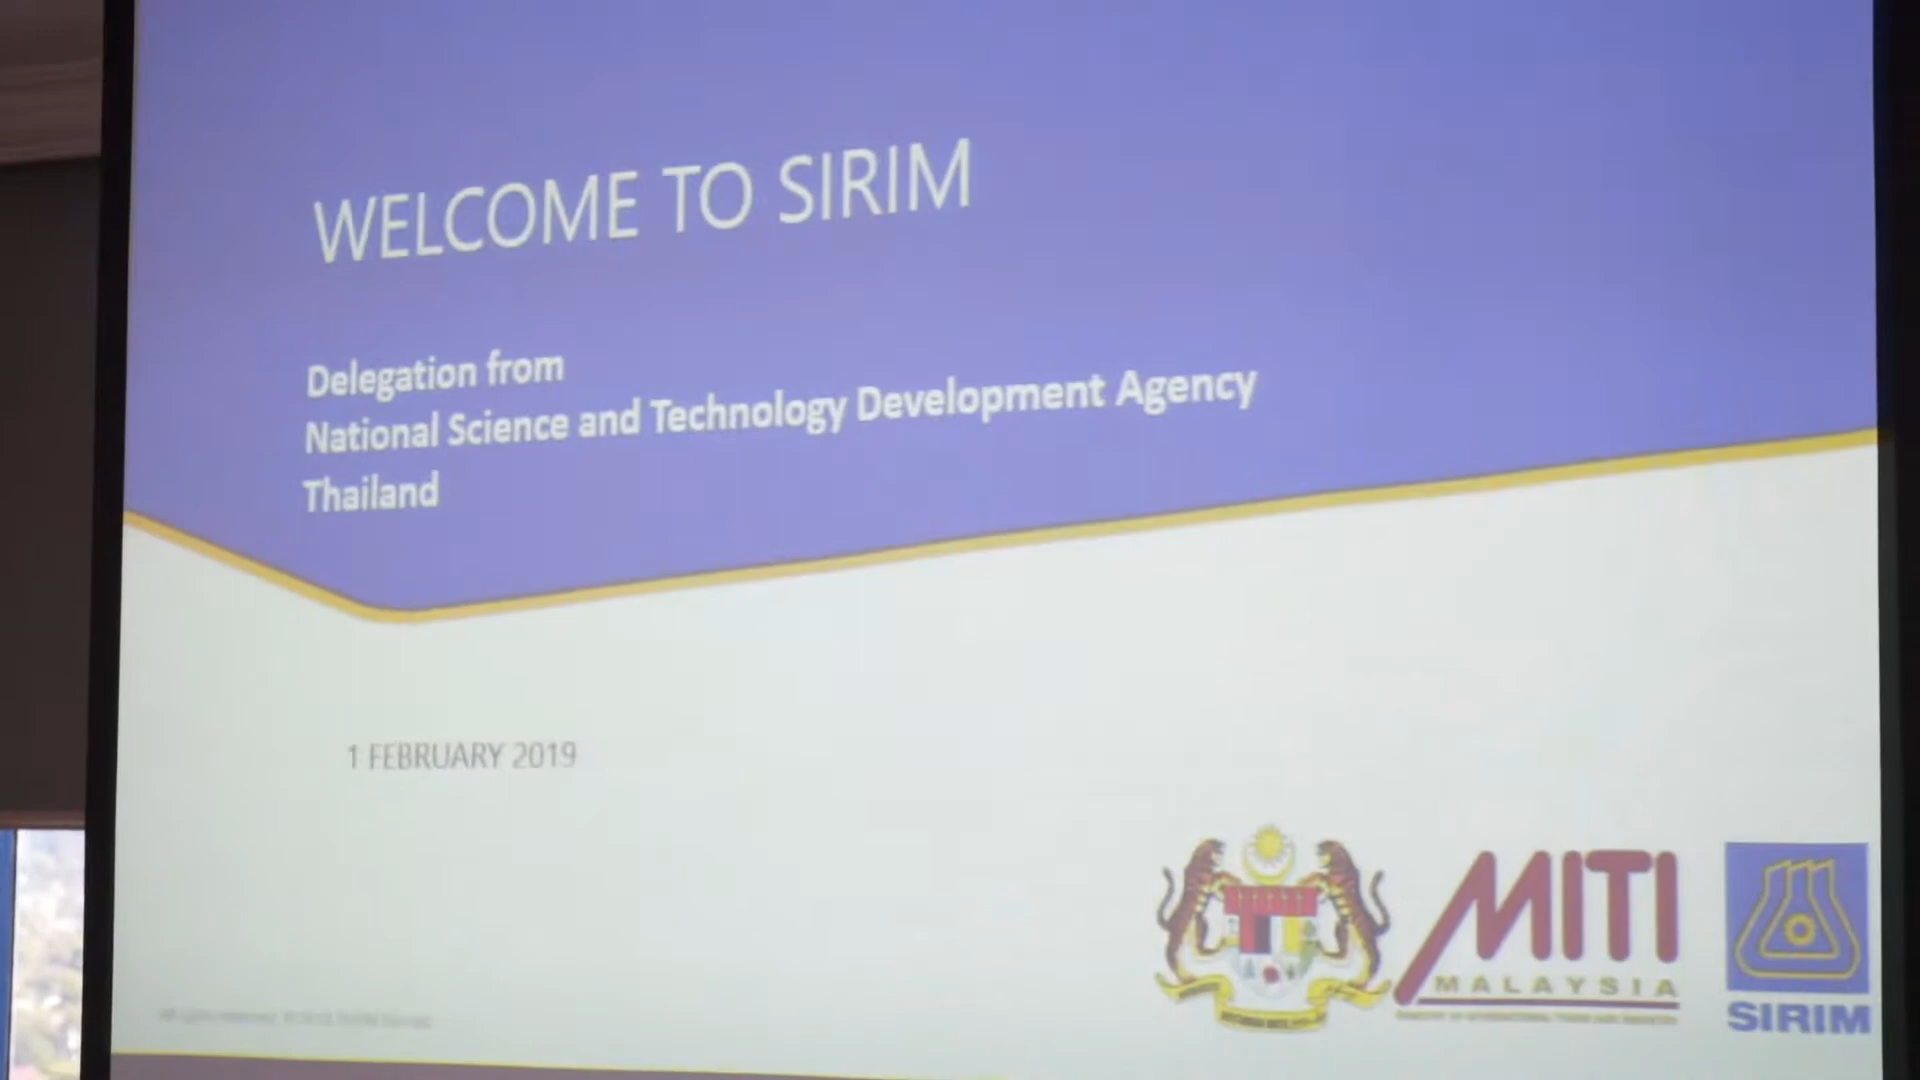 WELCOME TO SIRIM
Delegation from
National Science and Technology Development Agency
Thailand
1 FEBRUARY 2019
MITI
MALAYSIA
SIRIM